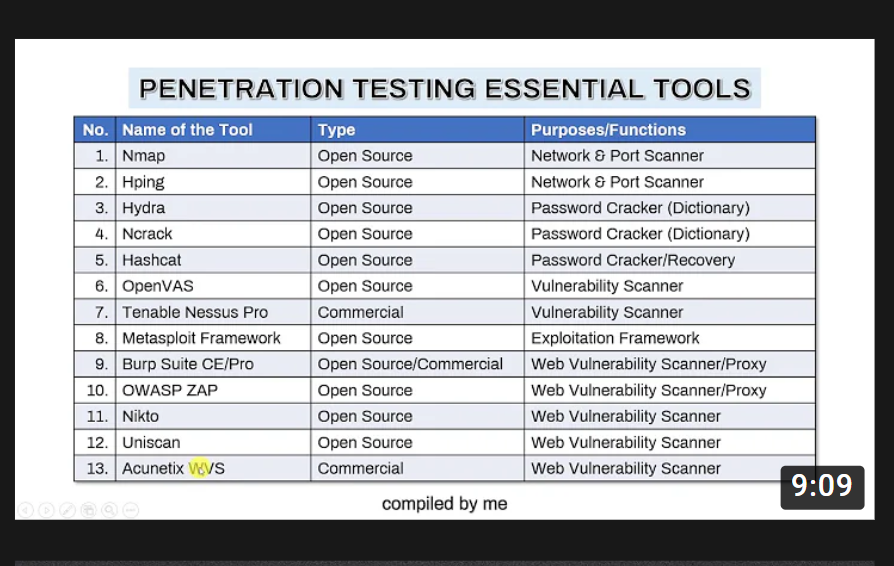 PENETRATION TESTING ESSENTIAL TOOLS
No. Name of the Tool Type Purposes/Functions
1. Nmap Open Source Network & Port Scanner
2. Hping Open Source Network & Port Scanner
3. Hydra Open Source Password Cracker (Dictionary)
4. Ncrack Open Source Password Cracker (Dictionary)
5. Hashcat Open Source Password Cracker/Recovery
6. OpenVAS Open Source Vulnerability Scanner
7. Tenable Nessus Pro Commercial Vulnerability Scanner
8. Metasploit Framework Open Source Exploitation Framework
9. Burp Suite CE/Pro Open Source/Commercial Web Vulnerability Scanner/Proxy
10. OWASP ZAP Open Source Web Vulnerability Scanner/Proxy
11. Nikto Open Source Web Vulnerability Scanner
12. Uniscan Open Source Web Vulnerability Scanner
13. Acunetix WVS Commercial Web Vulnerability Scanner
9:09
compiled by me